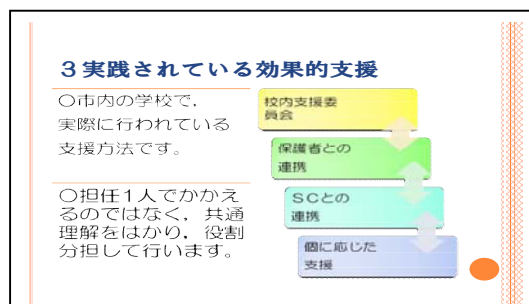 ３実践されている効果的支援
○市内の学校で，
実際に行われている
支援方法です。
○担任１人でかかえ
るのではなく，共通
理解をはかり，役割
分担して行います。
校内支援委
員会
保護者との
連携
ＳＣとの
連携
個に応じた
支援